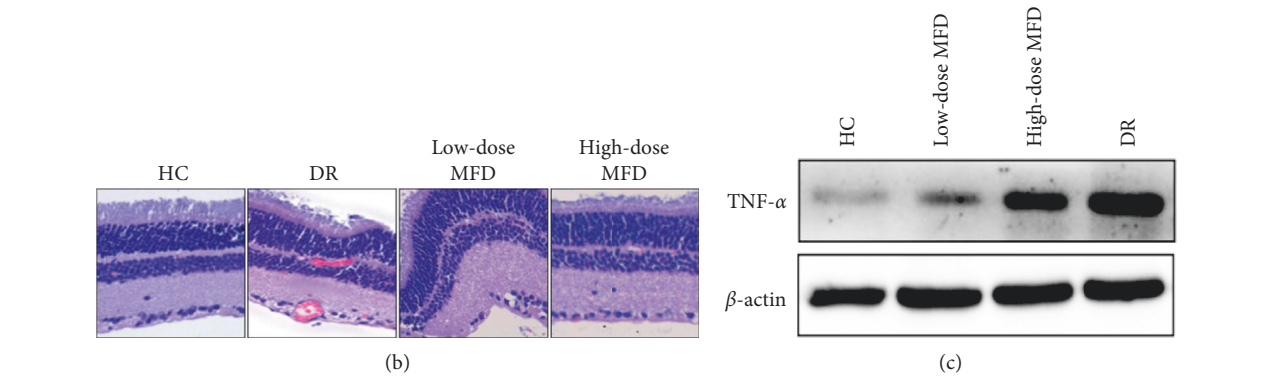 HC
DR
Low-dose
MFD
High-dose
MFD
(b)
HC
Low-dose MFD
High-dose MFD
DR
TNF-α
β-actin
(c)